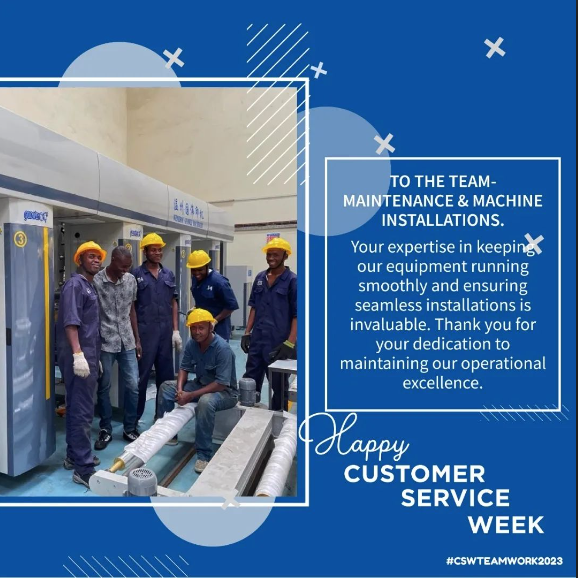 3
TO THE TEAM-
MAINTENANCE & MACHINE
INSTALLATIONS.
Your expertise in keeping
our equipment running
smoothly and ensuring
seamless installations is
invaluable. Thank you for
your dedication to
maintaining our operational
excellence.
Happy
CUSTOMER
SERVICE
WEEK
#CSWTEAMWORK2023